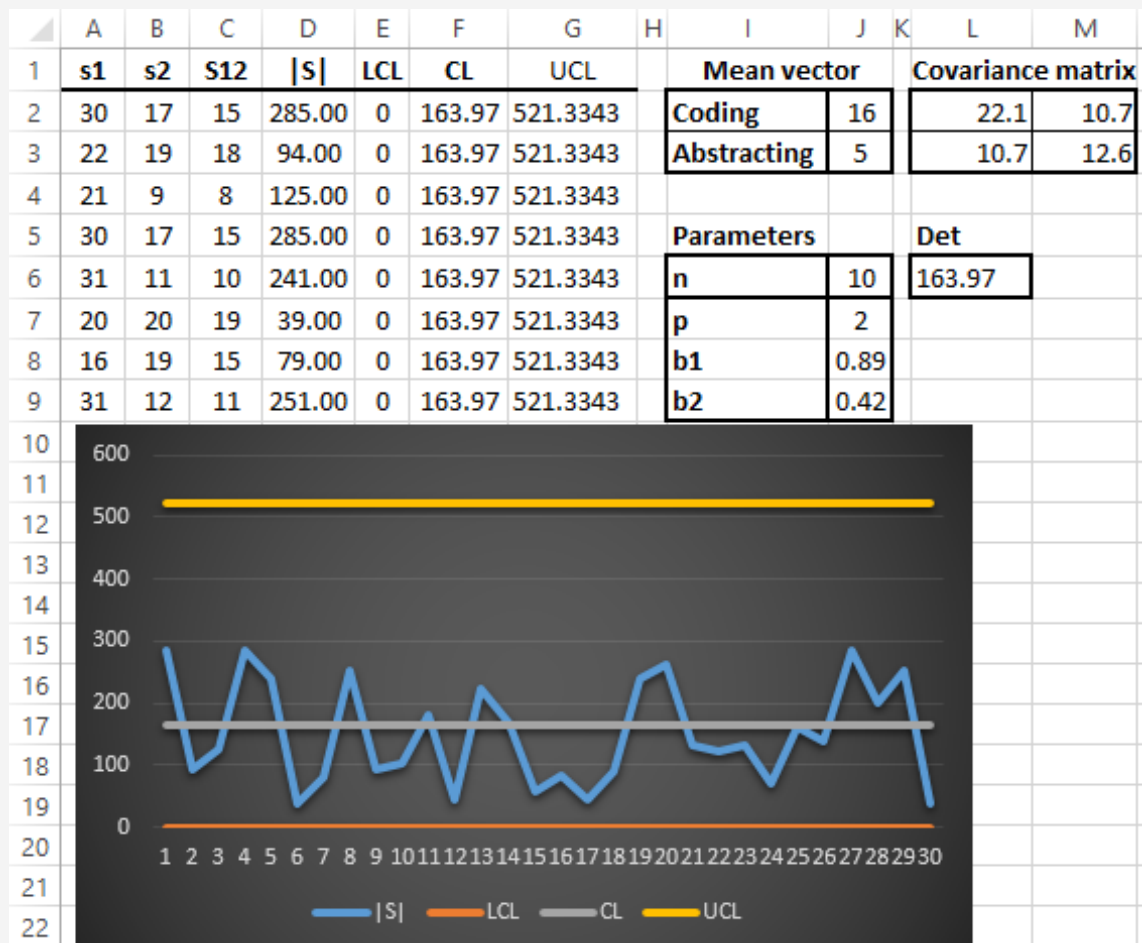 A B C D E F G H I J K L M
1 s1 s2 S12 |S| LCL CL UCL Mean vector Covariance matrix
2 30 17 15 285.00 0 163.97 521.3343 Coding 16 22.1 10.7
3 22 19 18 94.00 0 163.97 521.3343 Abstracting 5 10.7 12.6
4 21 9 8 125.00 0 163.97 521.3343
5 30 17 15 285.00 0 163.97 521.3343 Parameters Det
6 31 11 10 241.00 0 163.97 521.3343 n 10 163.97
7 20 20 19 39.00 0 163.97 521.3343 p 2
8 16 19 15 79.00 0 163.97 521.3343 b1 0.89
9 31 12 11 251.00 0 163.97 521.3343 b2 0.42
10
11
12
13
14
15
16
17
18
19
20
21
22
600
500
400
300
200
100
0
1 2 3 4 5 6 7 8 9 10 11 12 13 14 15 16 17 18 19 20 21 22 23 24 25 26 27 28 29 30
|S| LCL CL UCL